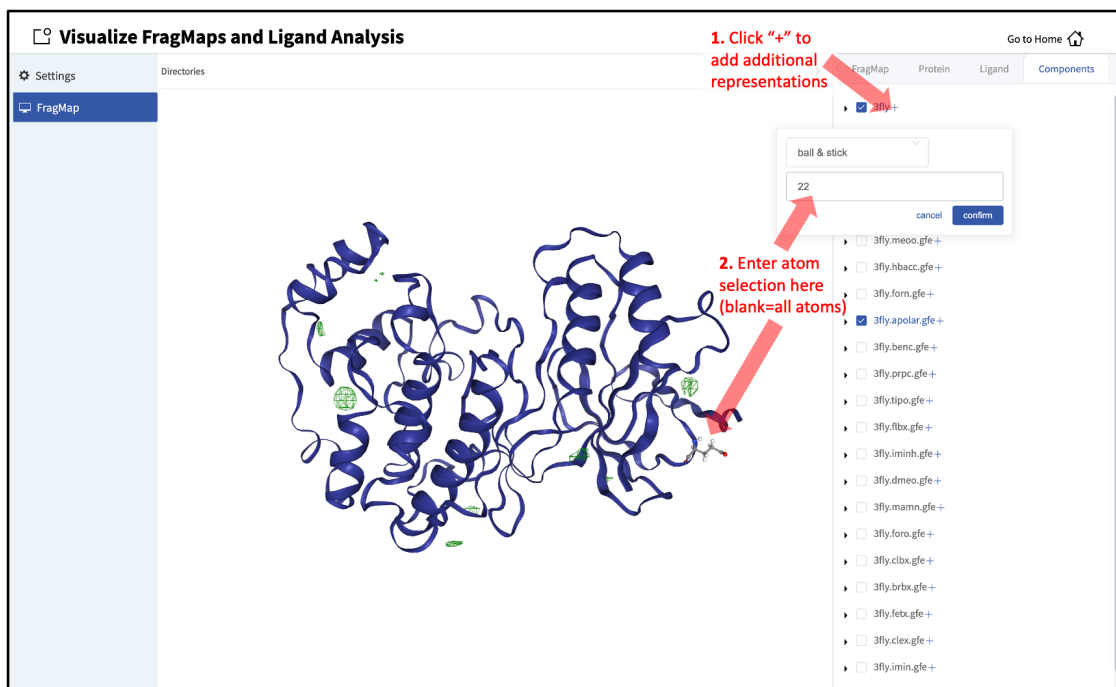 Visualize FragMaps and Ligand Analysis
Go to Home
Settings
FragMap
Directories
1. Click “+” to
add additional
representations
FragMap Protein Ligand Components
3fly+
ball & stick
22
cancel confirm
2. Enter atom
selection here
(blank=all atoms)
3fly.meoo.gfe+
3fly.hbacc.gfe+
3fly.forn.gfe+
3fly.apolar.gfe+
3fly.benc.gfe+
3fly.prpc.gfe+
3fly.tipo.gfe+
3fly.flbx.gfe+
3fly.iminh.gfe+
3fly.dmeo.gfe+
3fly.mamn.gfe+
3fly.foro.gfe+
3fly.clbx.gfe+
3fly.brbx.gfe+
3fly.fetx.gfe+
3fly.clex.gfe+
3fly.imin.gfe+